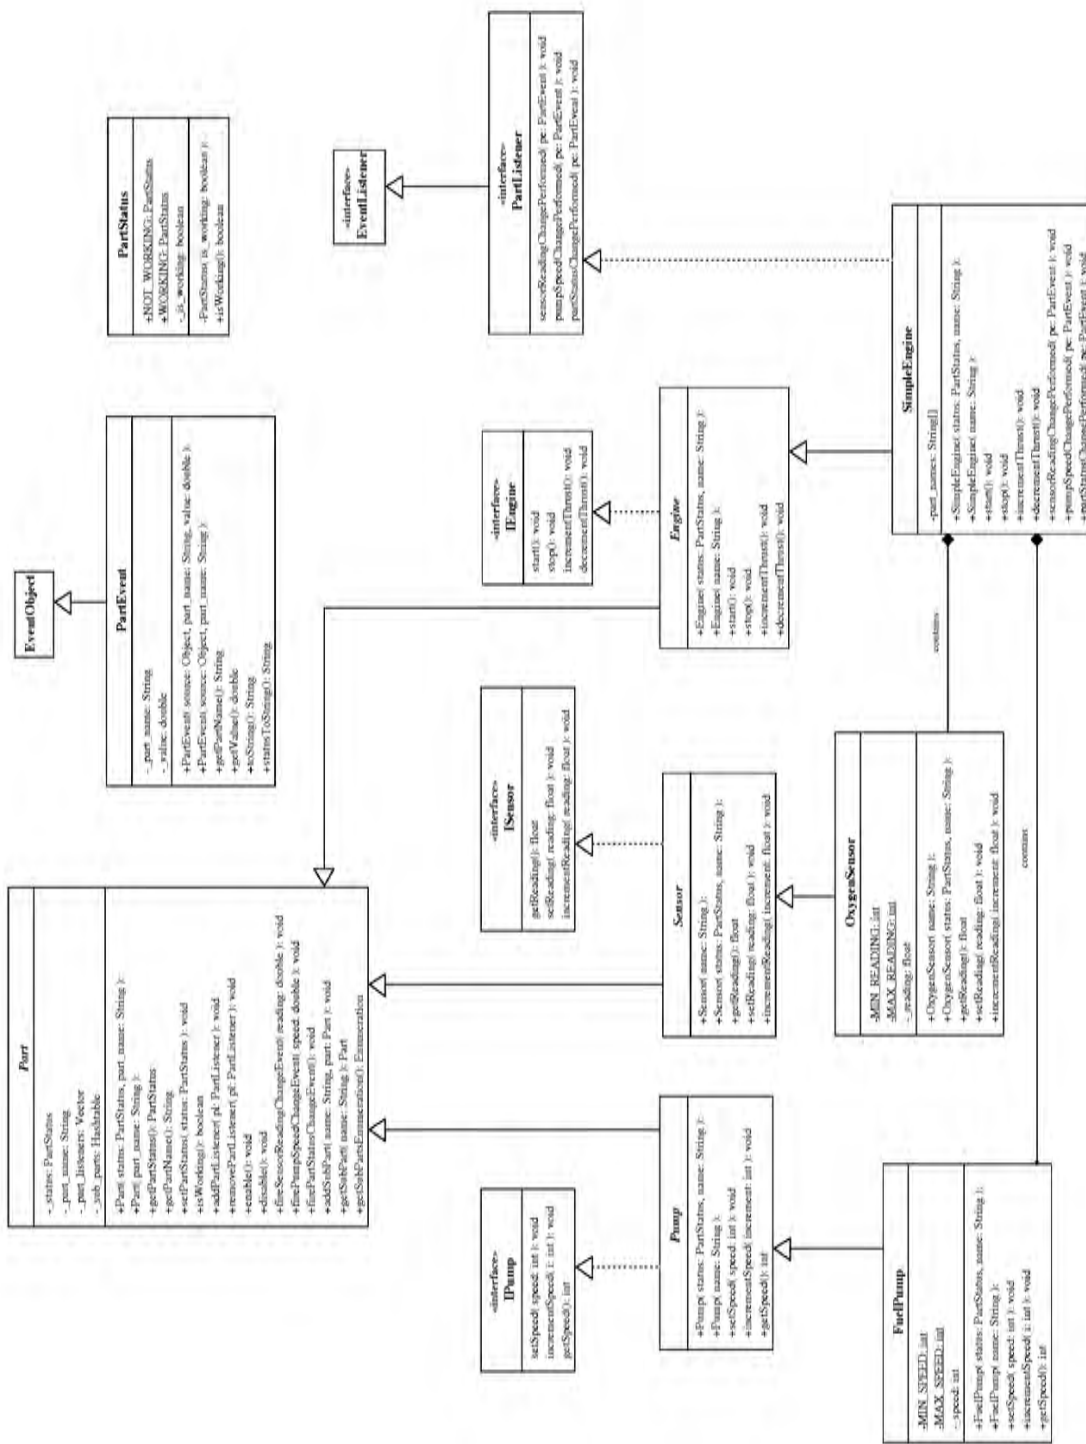 Part
-_status: PartStatus
-_part_name: String
-_part_listeners: Vector
-_sub_parts: Hashtable
+Part( status: PartStatus, part_name: String ):
+Part( part_name: String ):
+getPartStatus(): PartStatus
+getPartName(): String
+setPartStatus( status: PartStatus ): void
+isWorking(): boolean
+addPartListener( pl: PartListener ): void
+removePartListener( pl: PartListener ): void
+enable(): void
+disable(): void
+fireSensorReadingChangeEvent( reading: double ): void
+firePumpSpeedChangeEvent( speed: double ): void
+firePartStatusChangeEvent(): void
+addSubPart( name: String, part: Part ): void
+getSubPart( name: String ): Part
+getSubPartsEnumeration(): Enumeration
EventObject
PartEvent
-_part_name: String
-_value: double
+PartEvent( source: Object, part_name: String, value: double ):
+PartEvent( source: Object, part_name: String ):
+getPartName(): String
+getValue(): double
+toString(): String
+statusToString(): String
PartStatus
+NOT_WORKING: PartStatus
+WORKING: PartStatus
-_is_working: boolean
-PartStatus( is_working: boolean ):
+isWorking(): boolean
«interface»
EventListener
«interface»
IPump
setSpeed( speed: int ): void
incrementSpeed( i: int ): void
getSpeed(): int
«interface»
ISensor
getReading(): float
setReading( reading: float ): void
incrementReading( reading: float ): void
«interface»
IEngine
start(): void
stop(): void
incrementThrust(): void
decrementThrust(): void
«interface»
PartListener
sensorReadingChangePerformed( pe: PartEvent ): void
pumpSpeedChangePerformed( pe: PartEvent ): void
partStatusChangePerformed( pe: PartEvent ): void
Pump
+Pump( status: PartStatus, name: String ):
+Pump( name: String ):
+setSpeed( speed: int ): void
+incrementSpeed( increment: int ): void
+getSpeed(): int
Sensor
+Sensor( name: String ):
+Sensor( status: PartStatus, name: String ):
+getReading(): float
+setReading( reading: float ): void
+incrementReading( increment: float ): void
Engine
+Engine( status: PartStatus, name: String ):
+Engine( name: String ):
+start(): void
+stop(): void
+incrementThrust(): void
+decrementThrust(): void
FuelPump
-MIN_SPEED: int
-MAX_SPEED: int
-_speed: int
+FuelPump( status: PartStatus, name: String ):
+FuelPump( name: String ):
+setSpeed( speed: int ): void
+incrementSpeed( i: int ): void
+getSpeed(): int
OxygenSensor
-MIN_READING: int
-MAX_READING: int
-_reading: float
+OxygenSensor( name: String ):
+OxygenSensor( status: PartStatus, name: String ):
+getReading(): float
+setReading( reading: float ): void
+incrementReading( increment: float ): void
contains
contains
SimpleEngine
-part_names: String[]
+SimpleEngine( status: PartStatus, name: String ):
+SimpleEngine( name: String ):
+start(): void
+stop(): void
+incrementThrust(): void
+decrementThrust(): void
+sensorReadingChangePerformed( pe: PartEvent ): void
+pumpSpeedChangePerformed( pe: PartEvent ): void
+partStatusChangePerformed( pe: PartEvent ): void